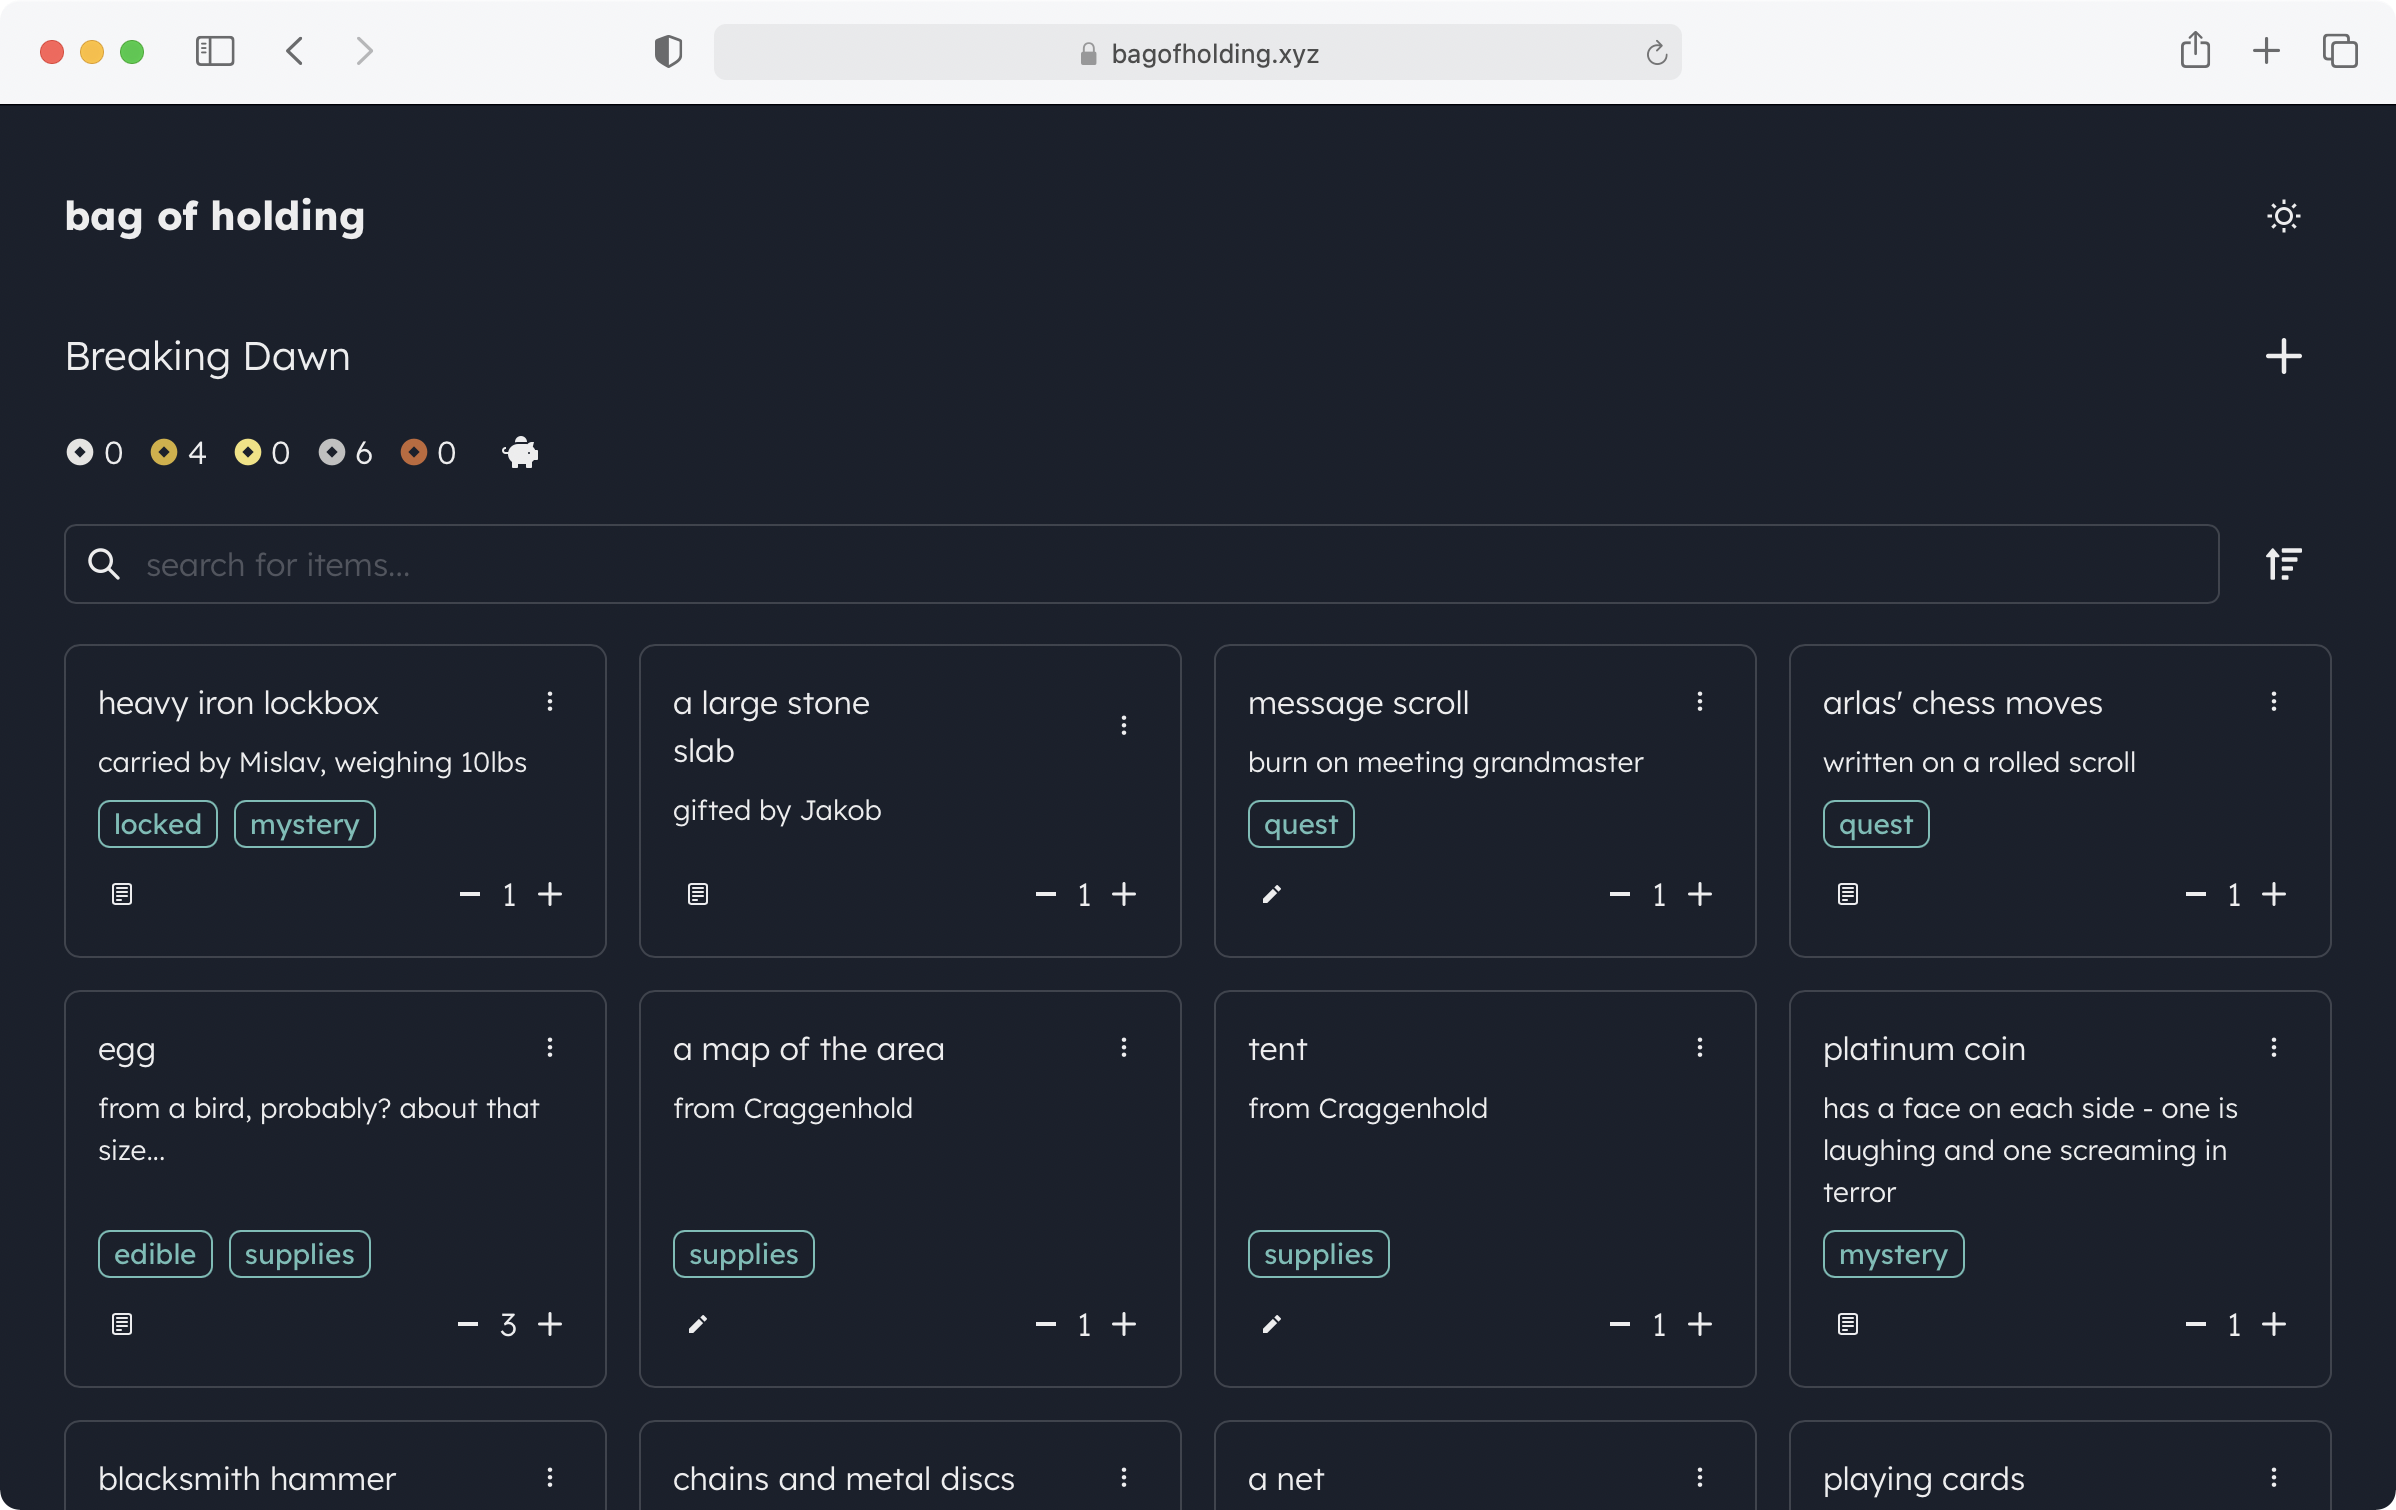 bagofholding.xyz
bag of holding
Breaking Dawn
0 4 0 6 0
search for items...
heavy iron lockbox
carried by Mislav, weighing 10lbs
locked mystery
1
a large stone
slab
gifted by Jakob
1
message scroll
burn on meeting grandmaster
quest
1
arlas' chess moves
written on a rolled scroll
quest
1
egg
from a bird, probably? about that
size...
edible supplies
3
a map of the area
from Craggenhold
supplies
1
tent
from Craggenhold
supplies
1
platinum coin
has a face on each side - one is
laughing and one screaming in
terror
mystery
1
blacksmith hammer
chains and metal discs
a net
playing cards